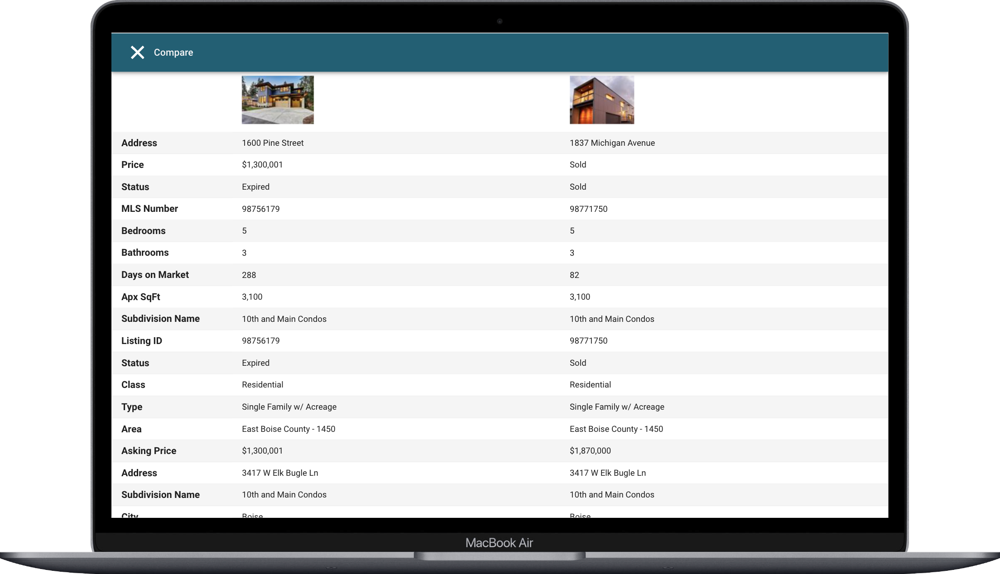 Compare
Address 1600 Pine Street 1837 Michigan Avenue
Price $1,300,001 Sold
Status Expired Sold
MLS Number 98756179 98771750
Bedrooms 5 5
Bathrooms 3 3
Days on Market 288 82
Apx SqFt 3,100 3,100
Subdivision Name 10th and Main Condos 10th and Main Condos
Listing ID 98756179 98771750
Status Expired Sold
Class Residential Residential
Type Single Family w/ Acreage Single Family w/ Acreage
Area East Boise County - 1450 East Boise County - 1450
Asking Price $1,300,001 $1,870,000
Address 3417 W Elk Bugle Ln 3417 W Elk Bugle Ln
Subdivision Name 10th and Main Condos 10th and Main Condos
City Boise Boise
MacBook Air